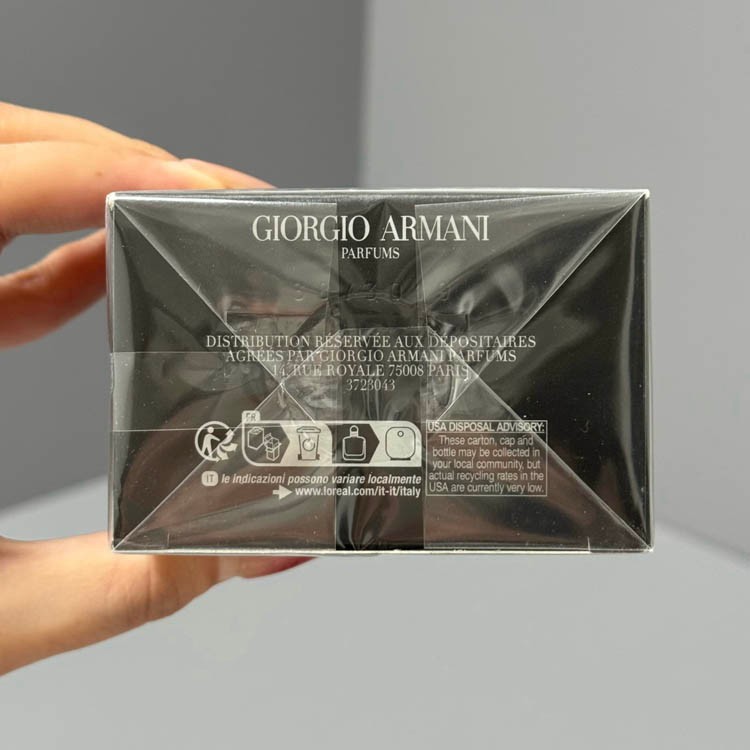 GIORGIO ARMANI
PARFUMS
DISTRIBUTION RÉSERVÉE AUX DÉPOSITAIRES
AGRÉÉS PAR GIORGIO ARMANI PARFUMS
14, RUE ROYALE 75008 PARIS
3723043
FR
IT le indicazioni possono variare localmente
www.loreal.com/it-it/italy
USA DISPOSAL ADVISORY:
These carton, cap and
bottle may be collected in
your local community, but
actual recycling rates in the
USA are currently very low.